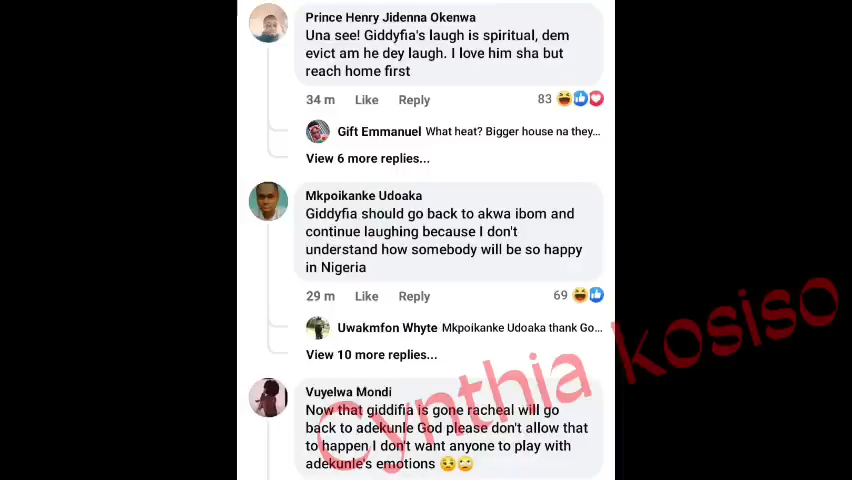 Prince Henry Jidenna Okenwa
Una see! Giddyfia's laugh is spiritual, dem
evict am he dey laugh. I love him sha but
reach home first
34 m Like Reply 83
Gift Emmanuel What heat? Bigger house na they...
View 6 more replies...
Mkpoikanke Udoaka
Giddyfia should go back to akwa ibom and
continue laughing because I don't
understand how somebody will be so happy
in Nigeria
29 m Like Reply 69
Uwakmfon Whyte Mkpoikanke Udoaka thank Go...
View 10 more replies...
Vuyelwa Mondi
Now that giddifia is gone racheal will go
back to adekunle God please don't allow that
to happen I don't want anyone to play with
adekunle's emotions 😒🙄
Cynthia kosiso